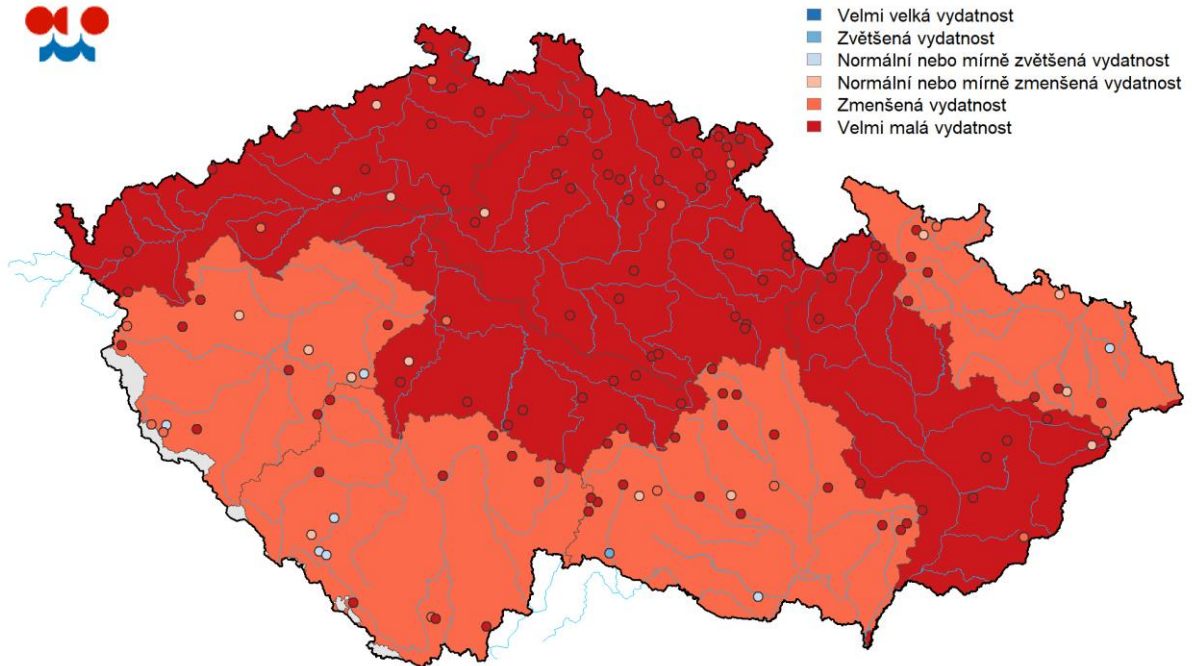 Velmi velká vydatnost
Zvětšená vydatnost
Normální nebo mírně zvětšená vydatnost
Normální nebo mírně zmenšená vydatnost
Zmenšená vydatnost
Velmi malá vydatnost